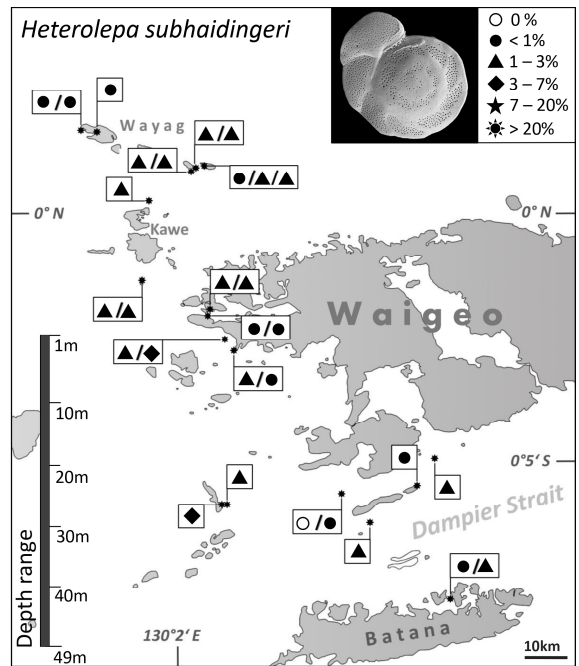 Heterolepa subhaidingeri
0 %
< 1%
1 – 3%
3 – 7%
7 – 20%
> 20%
Wayag
0° N
0° N
Kawe
Waigeo
1m
10m
20m
30m
40m
49m
Depth range
0°5‘ S
Dampier Strait
Batana
130°2‘ E
10km